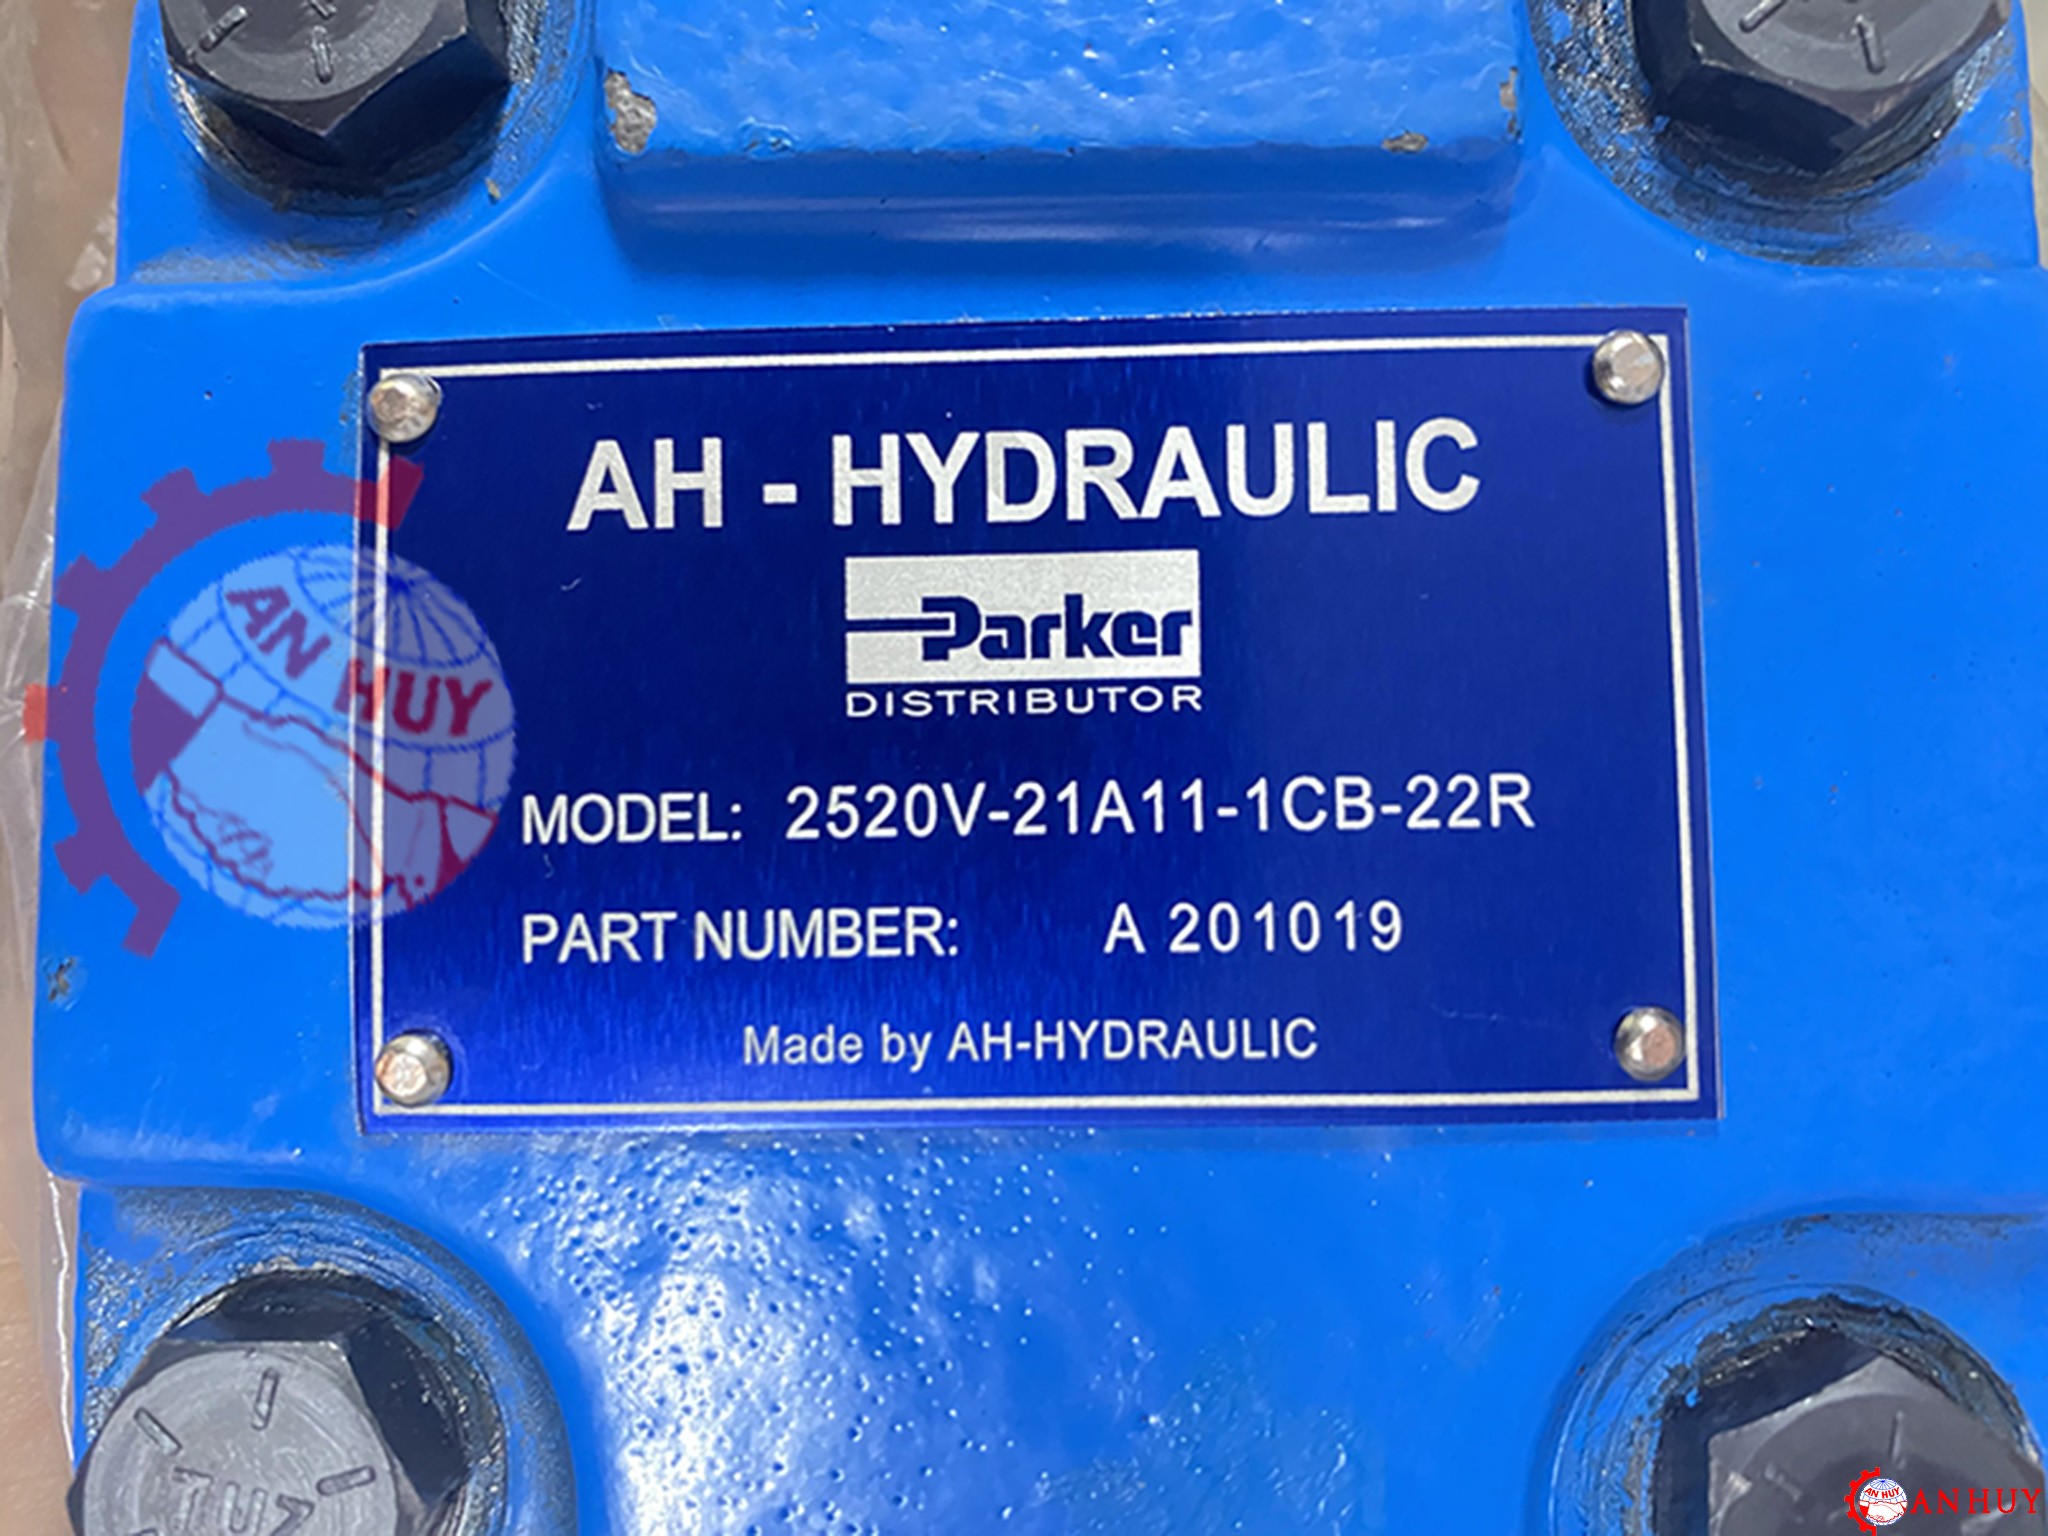 AH - HYDRAULIC
Parker
DISTRIBUTOR
AN HUY
MODEL: 2520V-21A11-1CB-22R
PART NUMBER: A 201019
Made by AH-HYDRAULIC
AN HUY
ANHUY